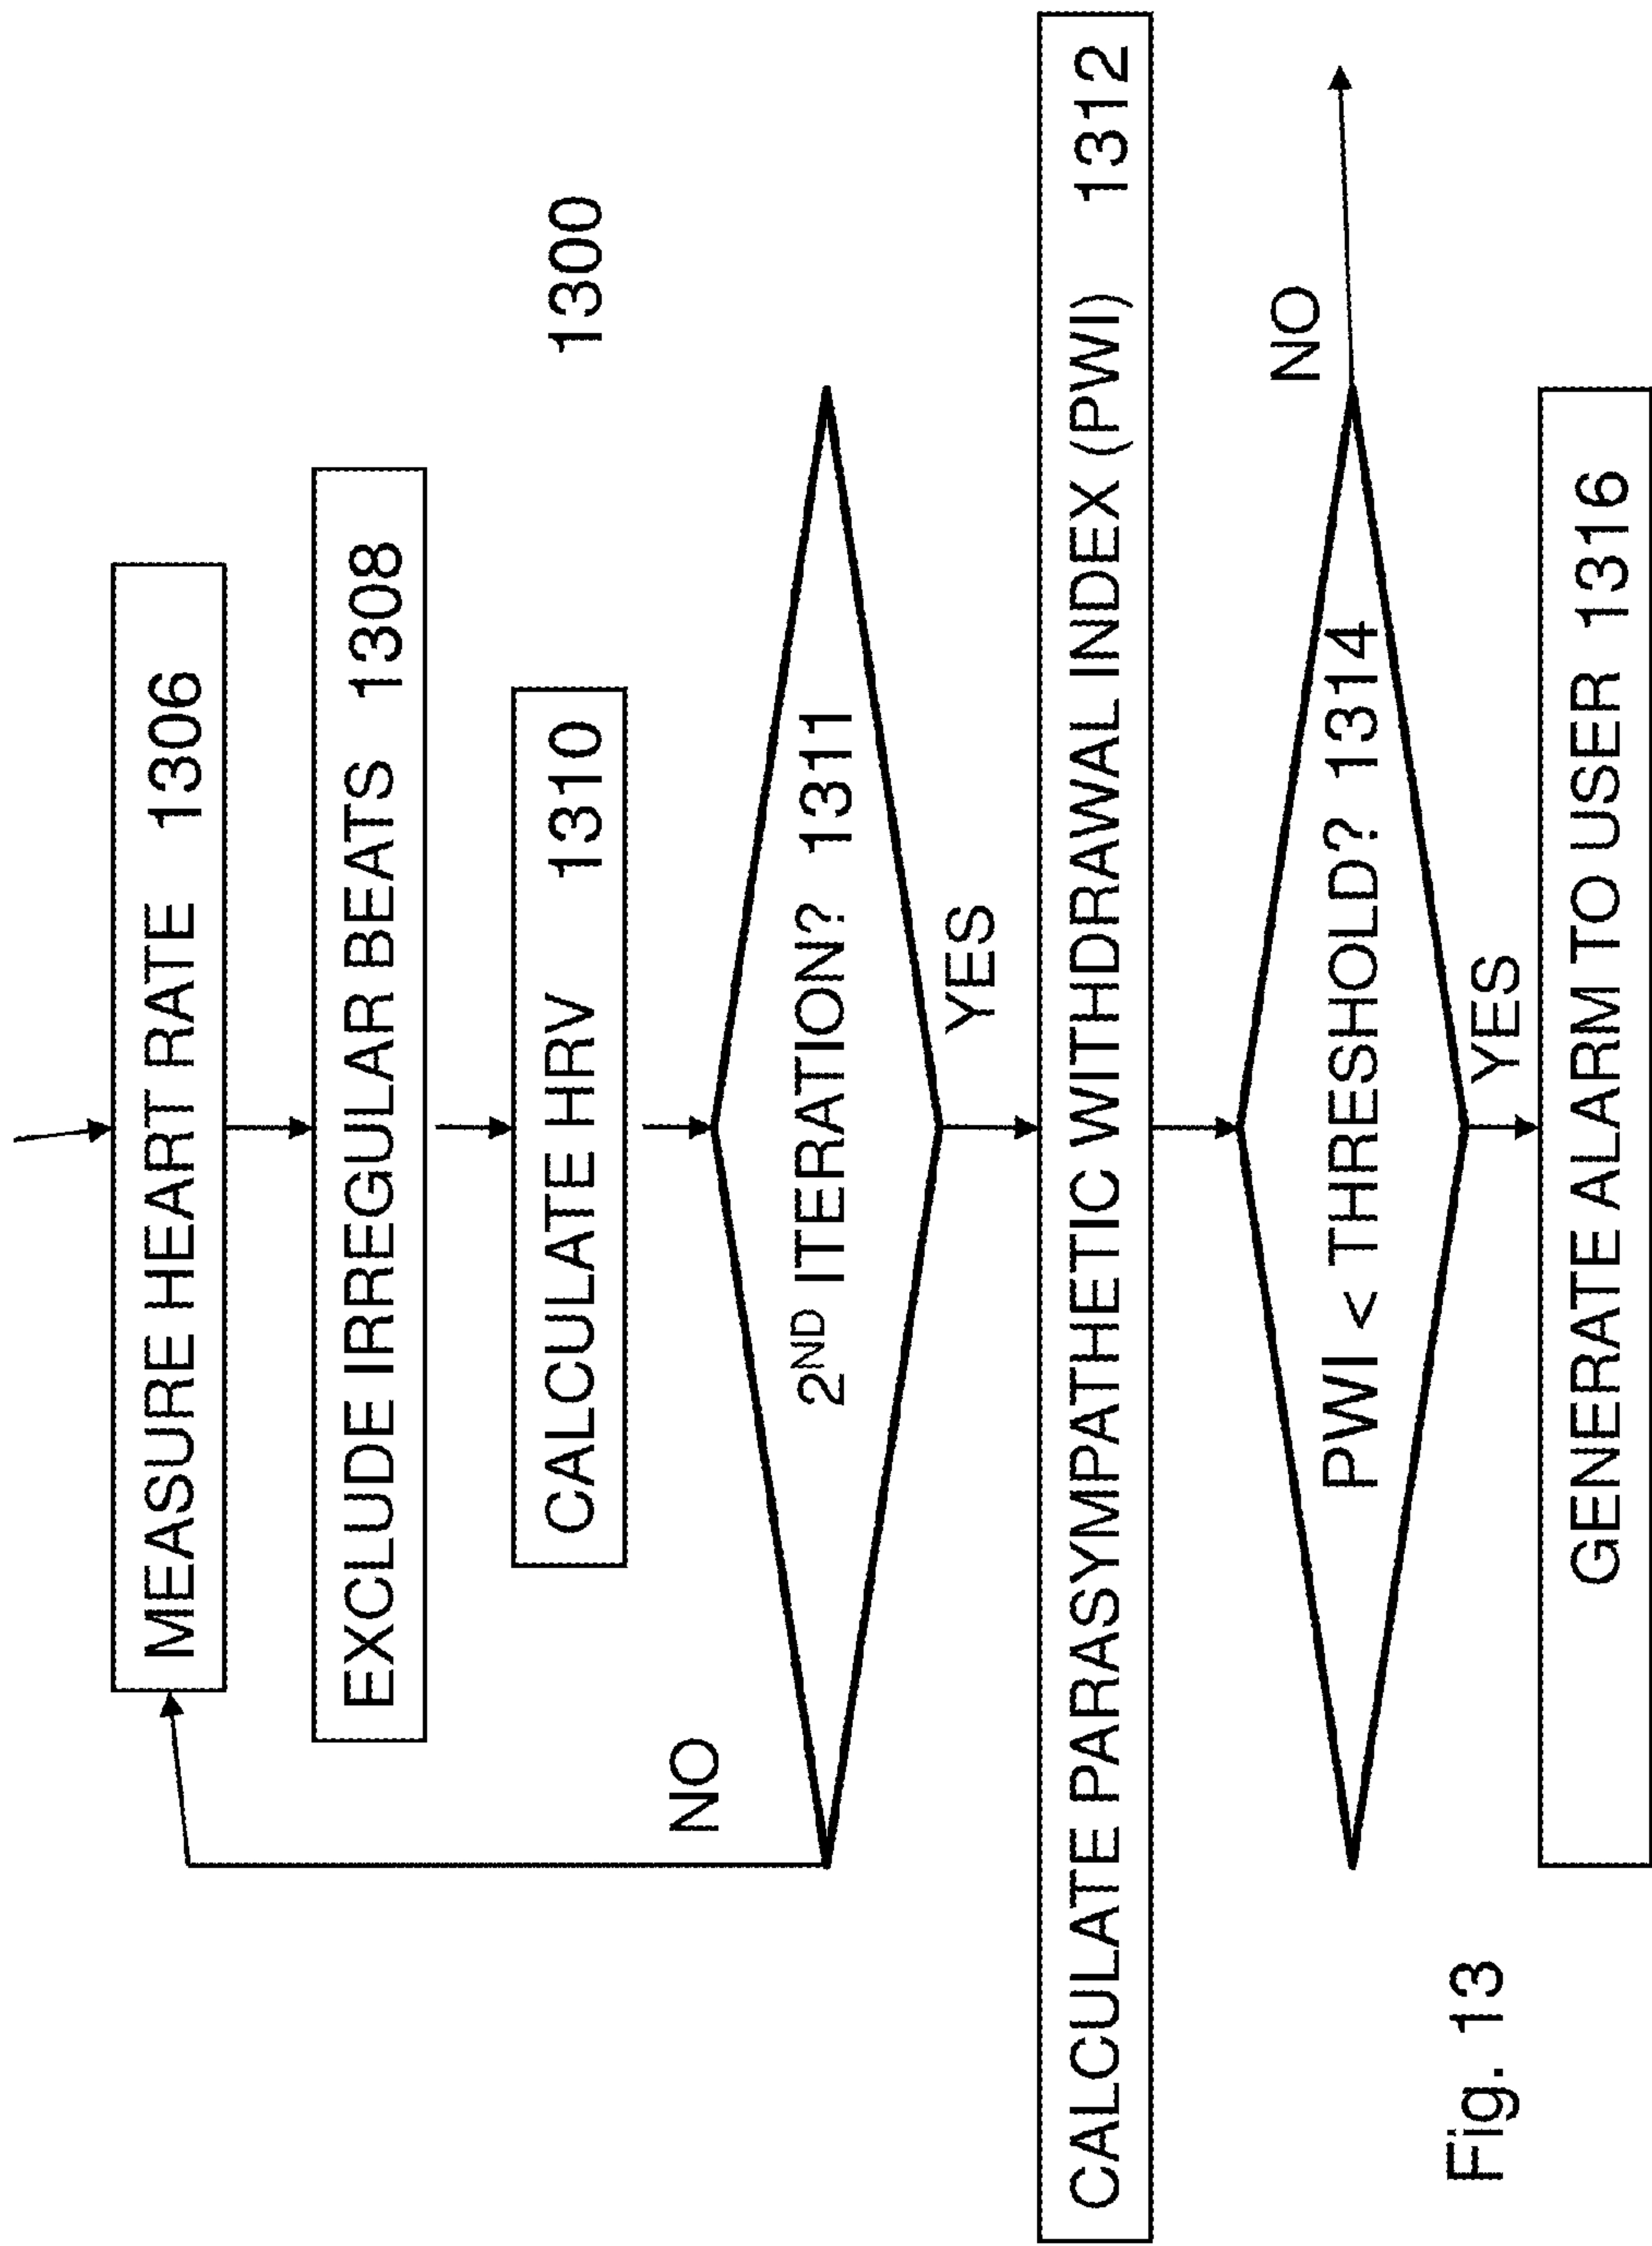 MEASURE HEART RATE 1306
EXCLUDE IRREGULAR BEATS 1308
CALCULATE HRV 1310
1300
NO
2ND ITERATION? 1311
YES
CALCULATE PARASYMPATHETIC WITHDRAWAL INDEX (PWI) 1312
NO
PWI < THRESHOLD? 1314
YES
GENERATE ALARM TO USER 1316
Fig. 13